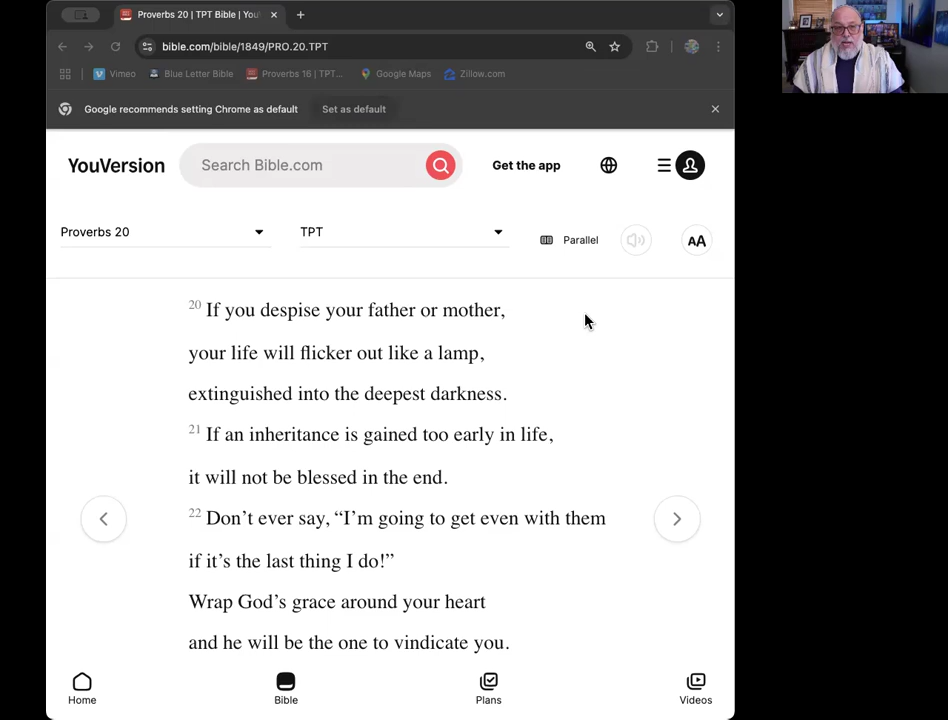 Proverbs 20 | TPT Bible | You
bible.com/bible/1849/PRO.20.TPT
Vimeo
Blue Letter Bible
Proverbs 16 | TPT...
Google Maps
Zillow.com
Google recommends setting Chrome as default
Set as default
YouVersion
Search Bible.com
Get the app
Proverbs 20
TPT
Parallel
AA
20 If you despise your father or mother,
your life will flicker out like a lamp,
extinguished into the deepest darkness.
21 If an inheritance is gained too early in life,
it will not be blessed in the end.
22 Don’t ever say, “I’m going to get even with them
if it’s the last thing I do!”
Wrap God’s grace around your heart
and he will be the one to vindicate you.
Home
Bible
Plans
Videos